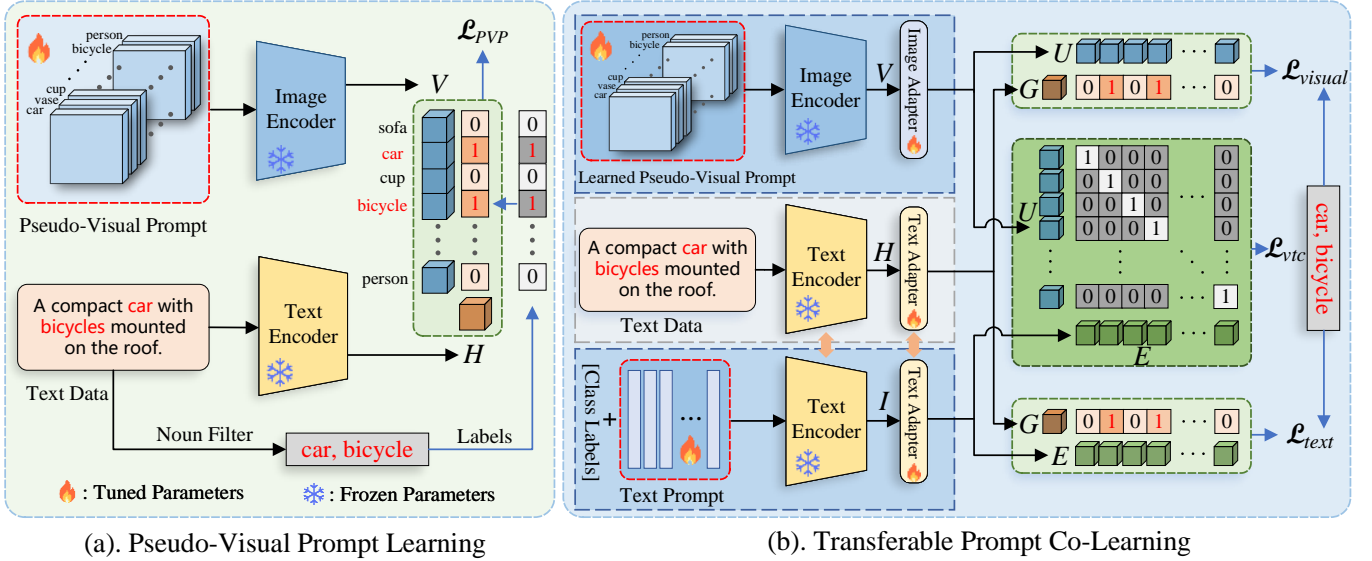 person
bicycle
cup
vase
car
Pseudo-Visual Prompt
Image
Encoder
V
𝓛PVP
sofa
0
car
1
1
cup
0
0
bicycle
1
1
person
0
0
0
A compact car with
bicycles mounted
on the roof.
Text Data
Text
Encoder
H
Noun Filter
car, bicycle
Labels
: Tuned Parameters
: Frozen Parameters
(a). Pseudo-Visual Prompt Learning
person
bicycle
cup
vase
car
Learned Pseudo-Visual Prompt
Image
Encoder
V
Image Adapter
A compact car with
bicycles mounted
on the roof.
Text Data
Text
Encoder
H
Text Adapter
[Class Labels]
+
...
Text Prompt
Text
Encoder
I
Text Adapter
U
...
G
0 1 0 1 ... 0
𝓛visual
U
1 0 0 0 0
0 1 0 0 0
0 0 1 0 ... 0
0 0 0 1 0
0 0 0 0 ... 1
E
𝓛vtc
car, bicycle
G
0 1 0 1 ... 0
E
...
𝓛text
(b). Transferable Prompt Co-Learning